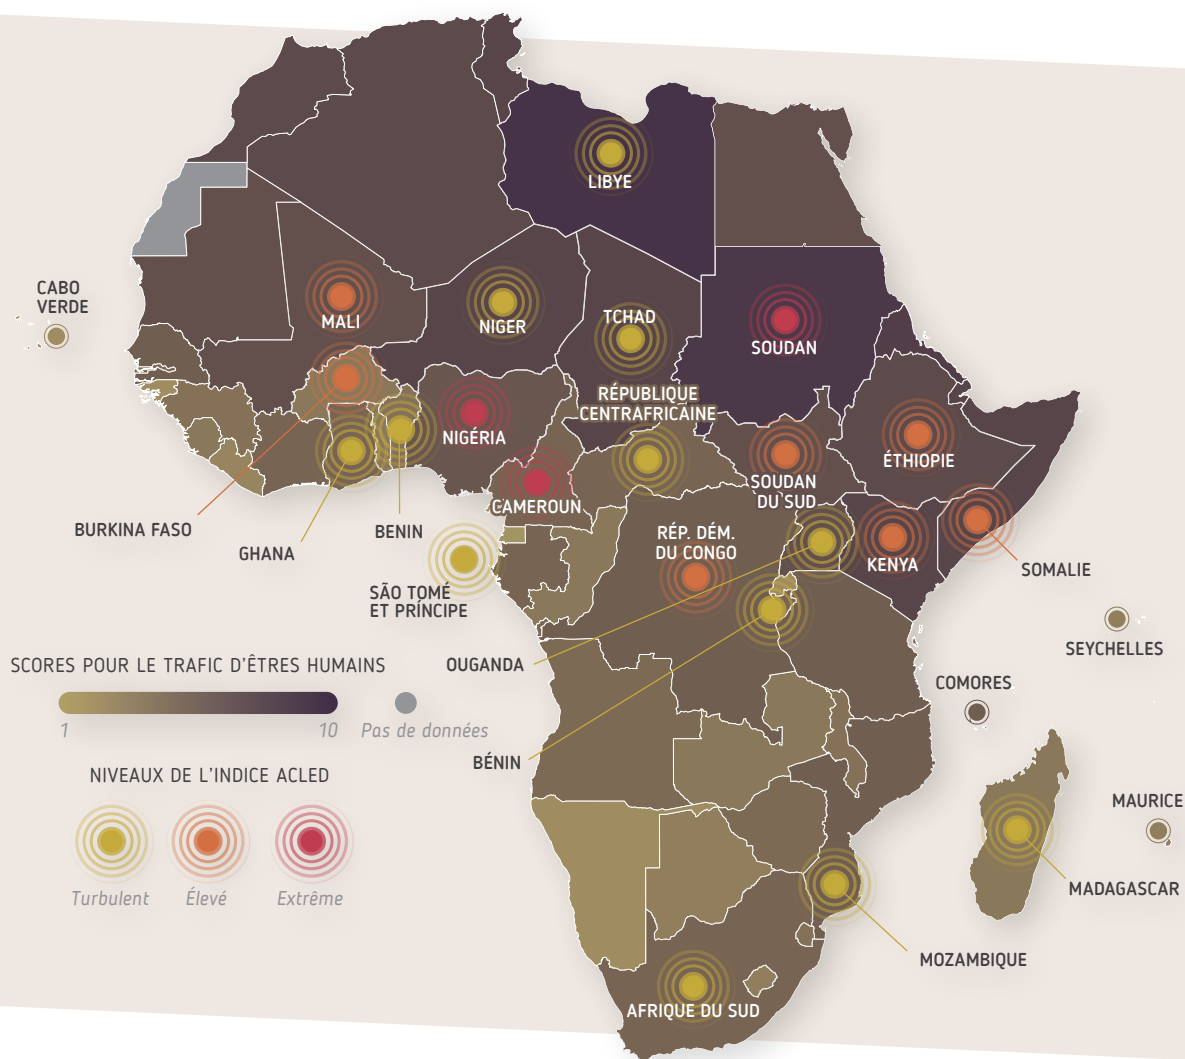 LIBYE
CABO
VERDE
MALI
NIGER
TCHAD
SOUDAN
RÉPUBLIQUE
CENTRAFRICAINE
NIGÉRIA
ÉTHIOPIE
SOUDAN
DU SUD
CAMEROUN
BURKINA FASO
GHANA
BENIN
RÉP. DÉM.
DU CONGO
KENYA
SOMALIE
SÃO TOMÉ
ET PRÍNCIPE
SEYCHELLES
OUGANDA
COMORES
BÉNIN
SCORES POUR LE TRAFIC D'ÊTRES HUMAINS
1
10
Pas de données
NIVEAUX DE L'INDICE ACLED
Turbulent
Élevé
Extrême
MAURICE
MADAGASCAR
MOZAMBIQUE
AFRIQUE DU SUD